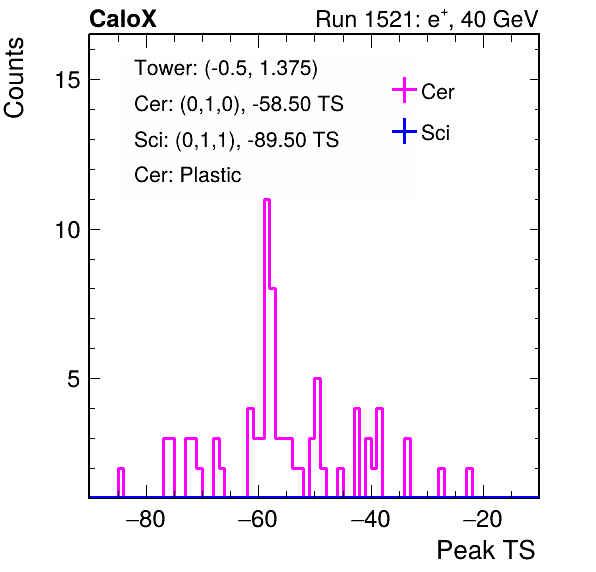 CaloX Run 1521: e+, 40 GeV
Counts
15
10
5
Tower: (-0.5, 1.375)
Cer: (0,1,0), -58.50 TS
Sci: (0,1,1), -89.50 TS
Cer: Plastic
Cer
Sci
−80 −60 −40 −20
Peak TS